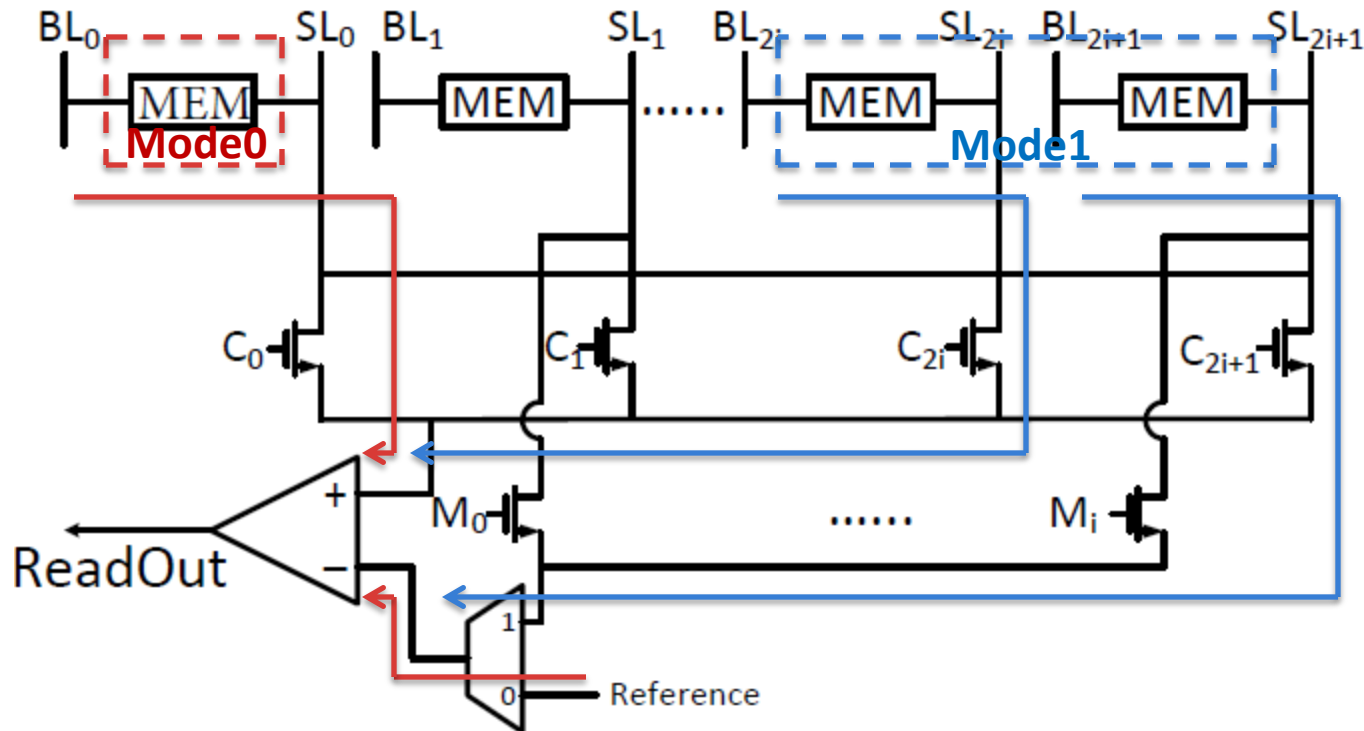 BL₀ SL₀ BL₁ SL₁ BL₂ᵢ SL₂ᵢ BL₂ᵢ₊₁ SL₂ᵢ₊₁
MEM MEM ...... MEM MEM
Mode0 Mode1
C₀ C₁ C₂ᵢ C₂ᵢ₊₁
+ M₀ ...... Mᵢ
ReadOut −
1
0 Reference